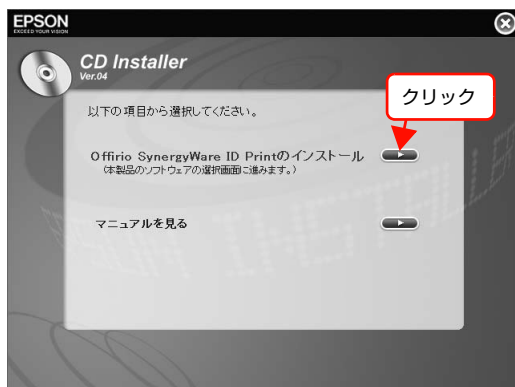 EPSON
EXCEED YOUR VISION
CD Installer
Ver.04
以下の項目から選択してください。
クリック
Offirio SynergyWare ID Printのインストール
(本製品のソフトウェアの選択画面に進みます。)
マニュアルを見る